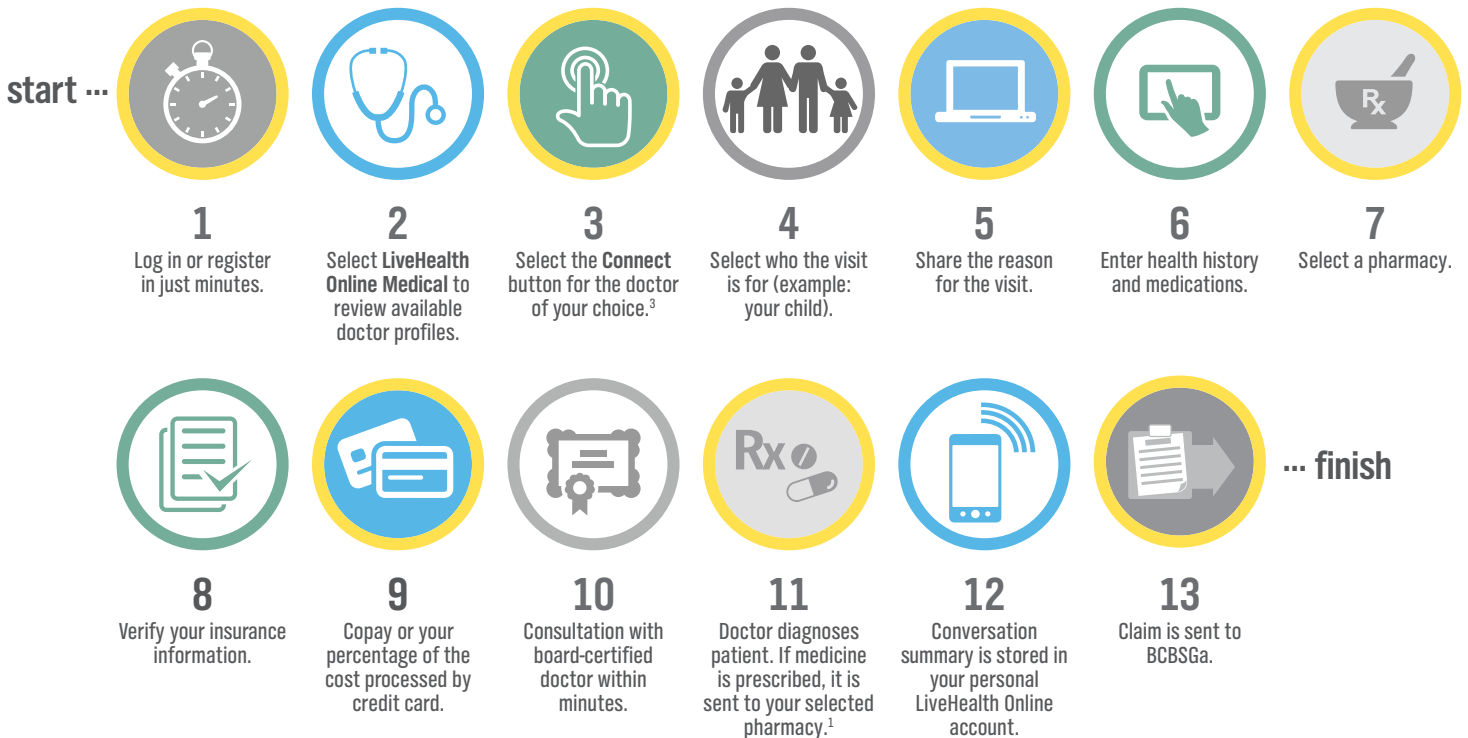 start ...
1
Log in or register
in just minutes.
2
Select LiveHealth
Online Medical to
review available
doctor profiles.
3
Select the Connect
button for the doctor
of your choice.3
4
Select who the visit
is for (example:
your child).
5
Share the reason
for the visit.
6
Enter health history
and medications.
Rx
7
Select a pharmacy.
8
Verify your insurance
information.
9
Copay or your
percentage of the
cost processed by
credit card.
10
Consultation with
board-certified
doctor within
minutes.
Rx
11
Doctor diagnoses
patient. If medicine
is prescribed, it is
sent to your selected
pharmacy.1
12
Conversation
summary is stored in
your personal
LiveHealth Online
account.
13
Claim is sent to
BCBSGa.
... finish